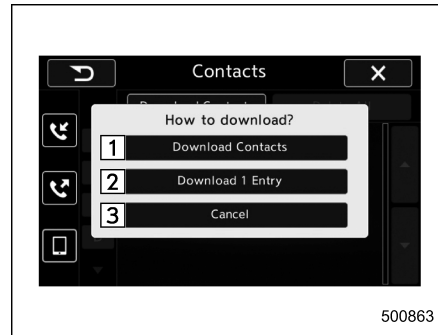 Contacts
How to download?
1 Download Contacts
2 Download 1 Entry
3 Cancel
500863